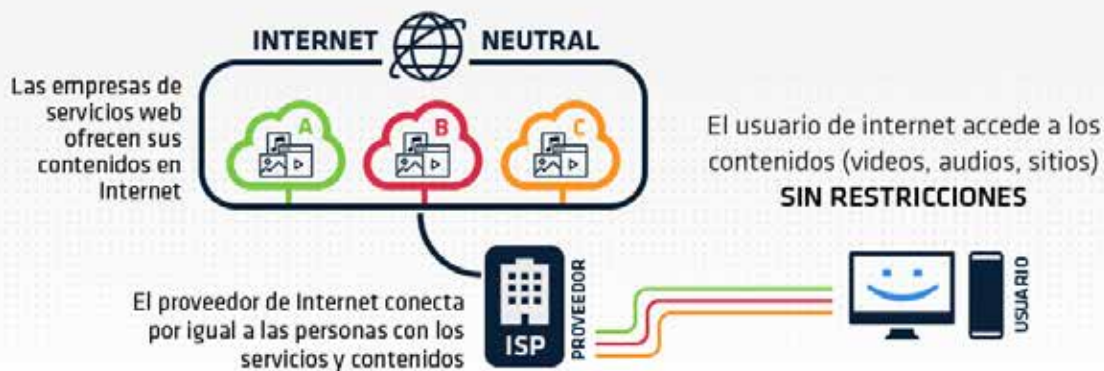 INTERNET NEUTRAL
Las empresas de
servicios web
ofrecen sus
contenidos en
Internet
A
B
C
El usuario de internet accede a los
contenidos (videos, audios, sitios)
SIN RESTRICCIONES
El proveedor de Internet conecta
por igual a las personas con los
servicios y contenidos
ISP
PROVEEDOR
USUARIO